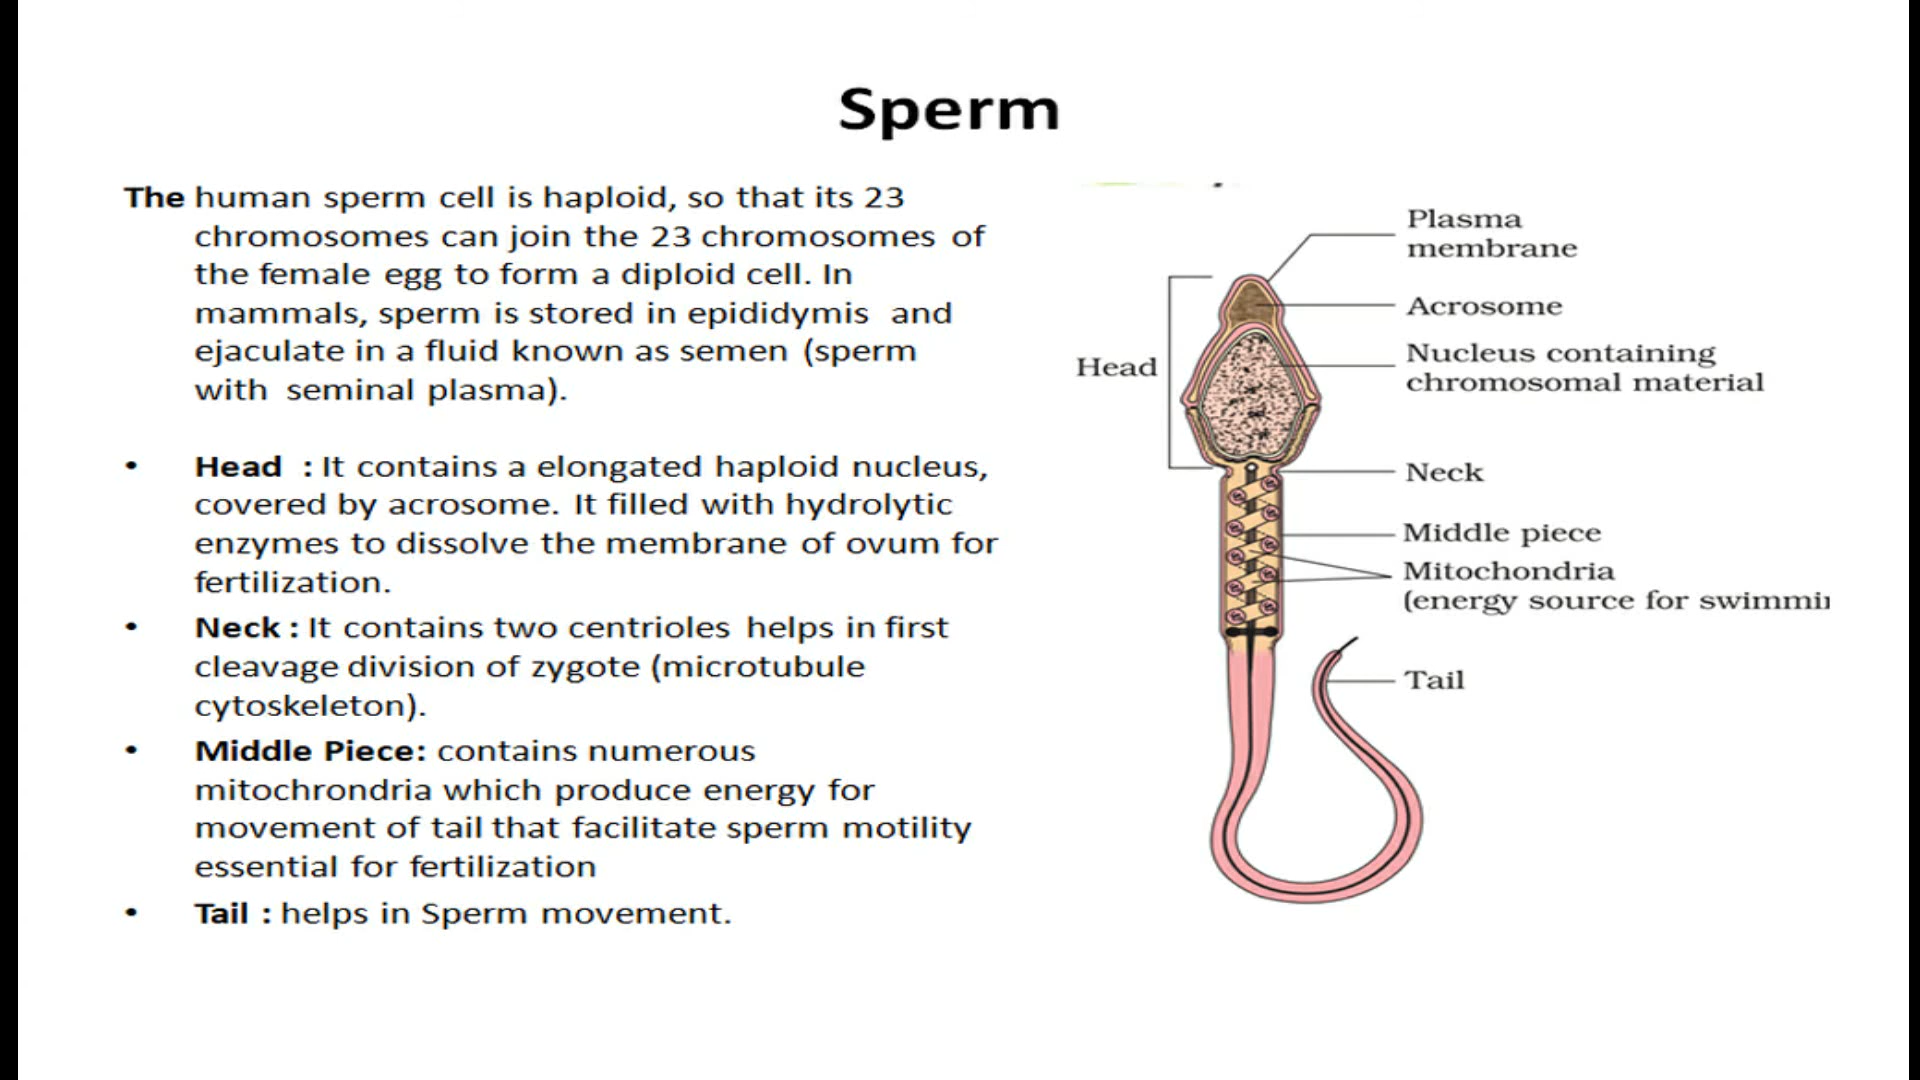 Sperm
The human sperm cell is haploid, so that its 23
chromosomes can join the 23 chromosomes of
the female egg to form a diploid cell. In
mammals, sperm is stored in epididymis and
ejaculate in a fluid known as semen (sperm
with seminal plasma).
• Head : It contains a elongated haploid nucleus,
covered by acrosome. It filled with hydrolytic
enzymes to dissolve the membrane of ovum for
fertilization.
• Neck : It contains two centrioles helps in first
cleavage division of zygote (microtubule
cytoskeleton).
• Middle Piece: contains numerous
mitochrondria which produce energy for
movement of tail that facilitate sperm motility
essential for fertilization
• Tail : helps in Sperm movement.
Plasma
membrane
Acrosome
Head
Nucleus containing
chromosomal material
Neck
Middle piece
Mitochondria
(energy source for swimmi
Tail